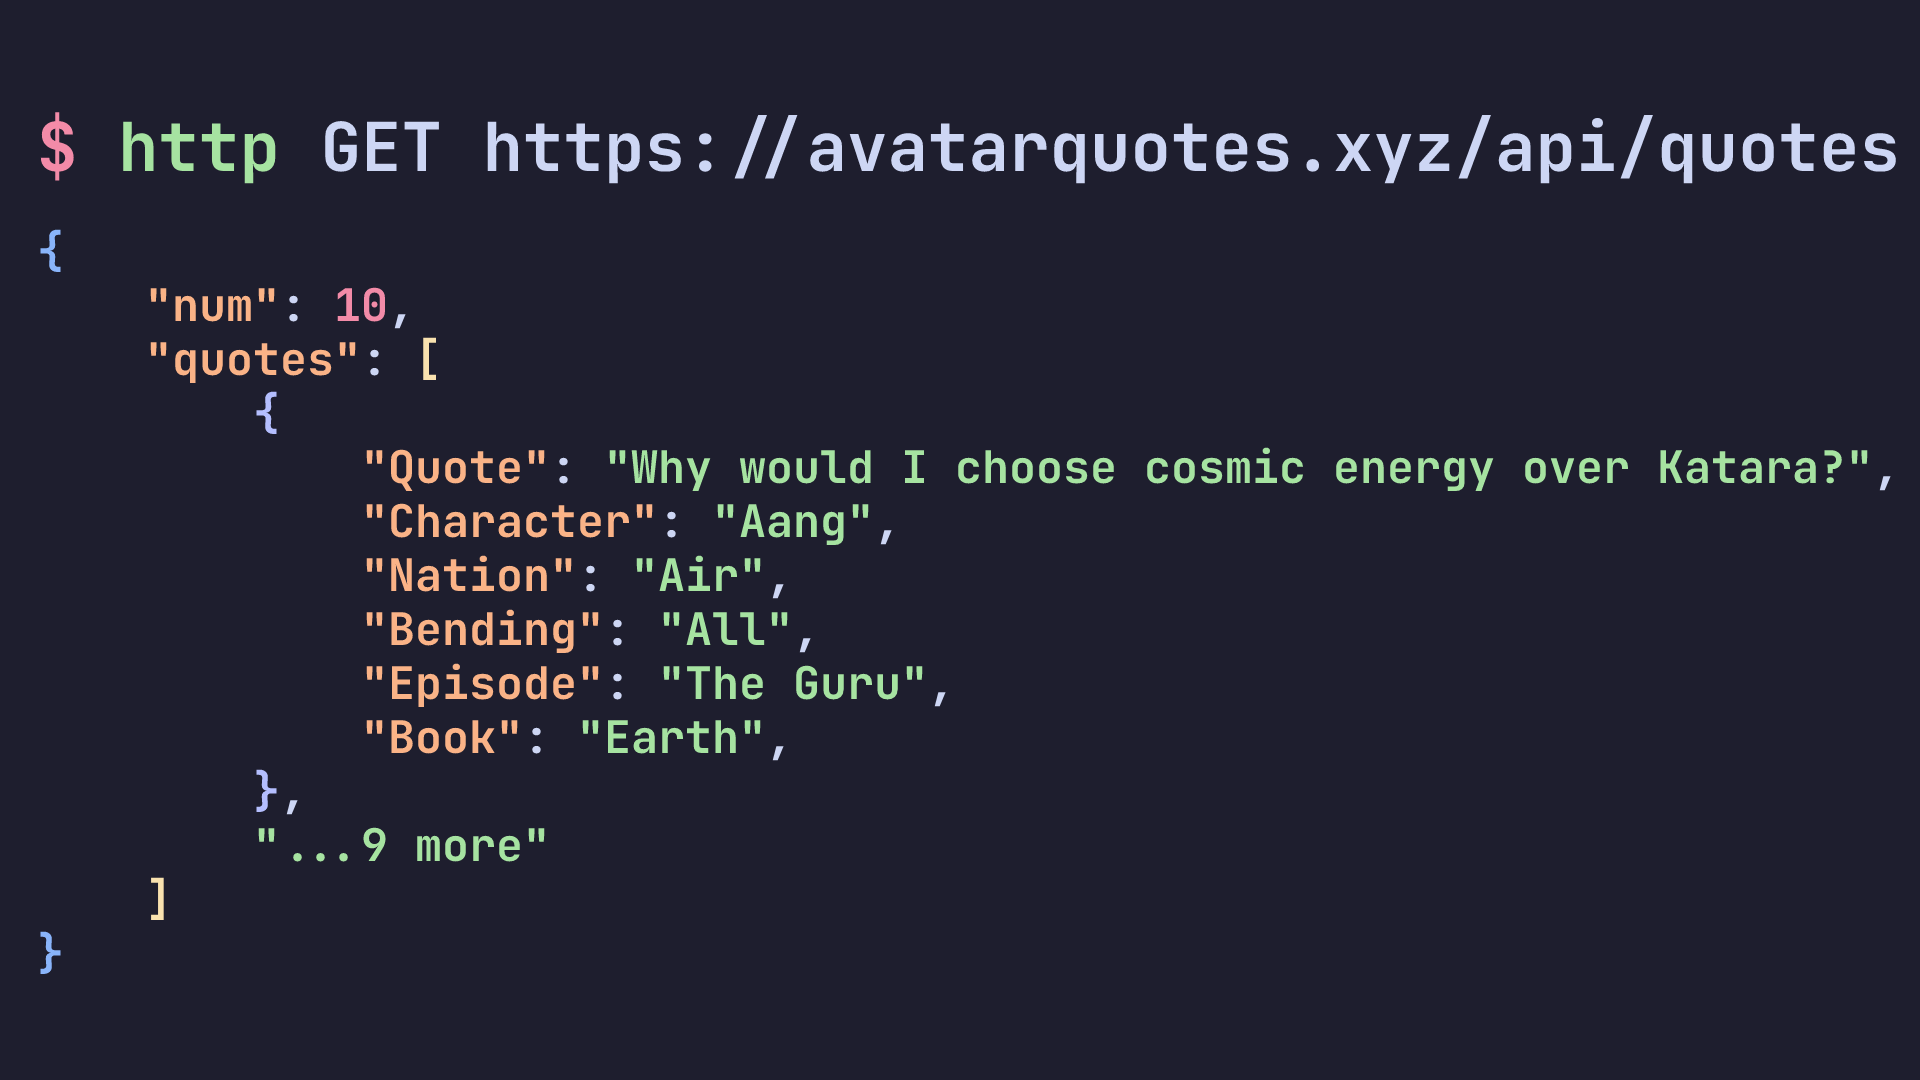 $ http GET https://avatarquotes.xyz/api/quotes
{
    "num": 10,
    "quotes": [
        {
            "Quote": "Why would I choose cosmic energy over Katara?",
            "Character": "Aang",
            "Nation": "Air",
            "Bending": "All",
            "Episode": "The Guru",
            "Book": "Earth",
        },
        "...9 more"
    ]
}